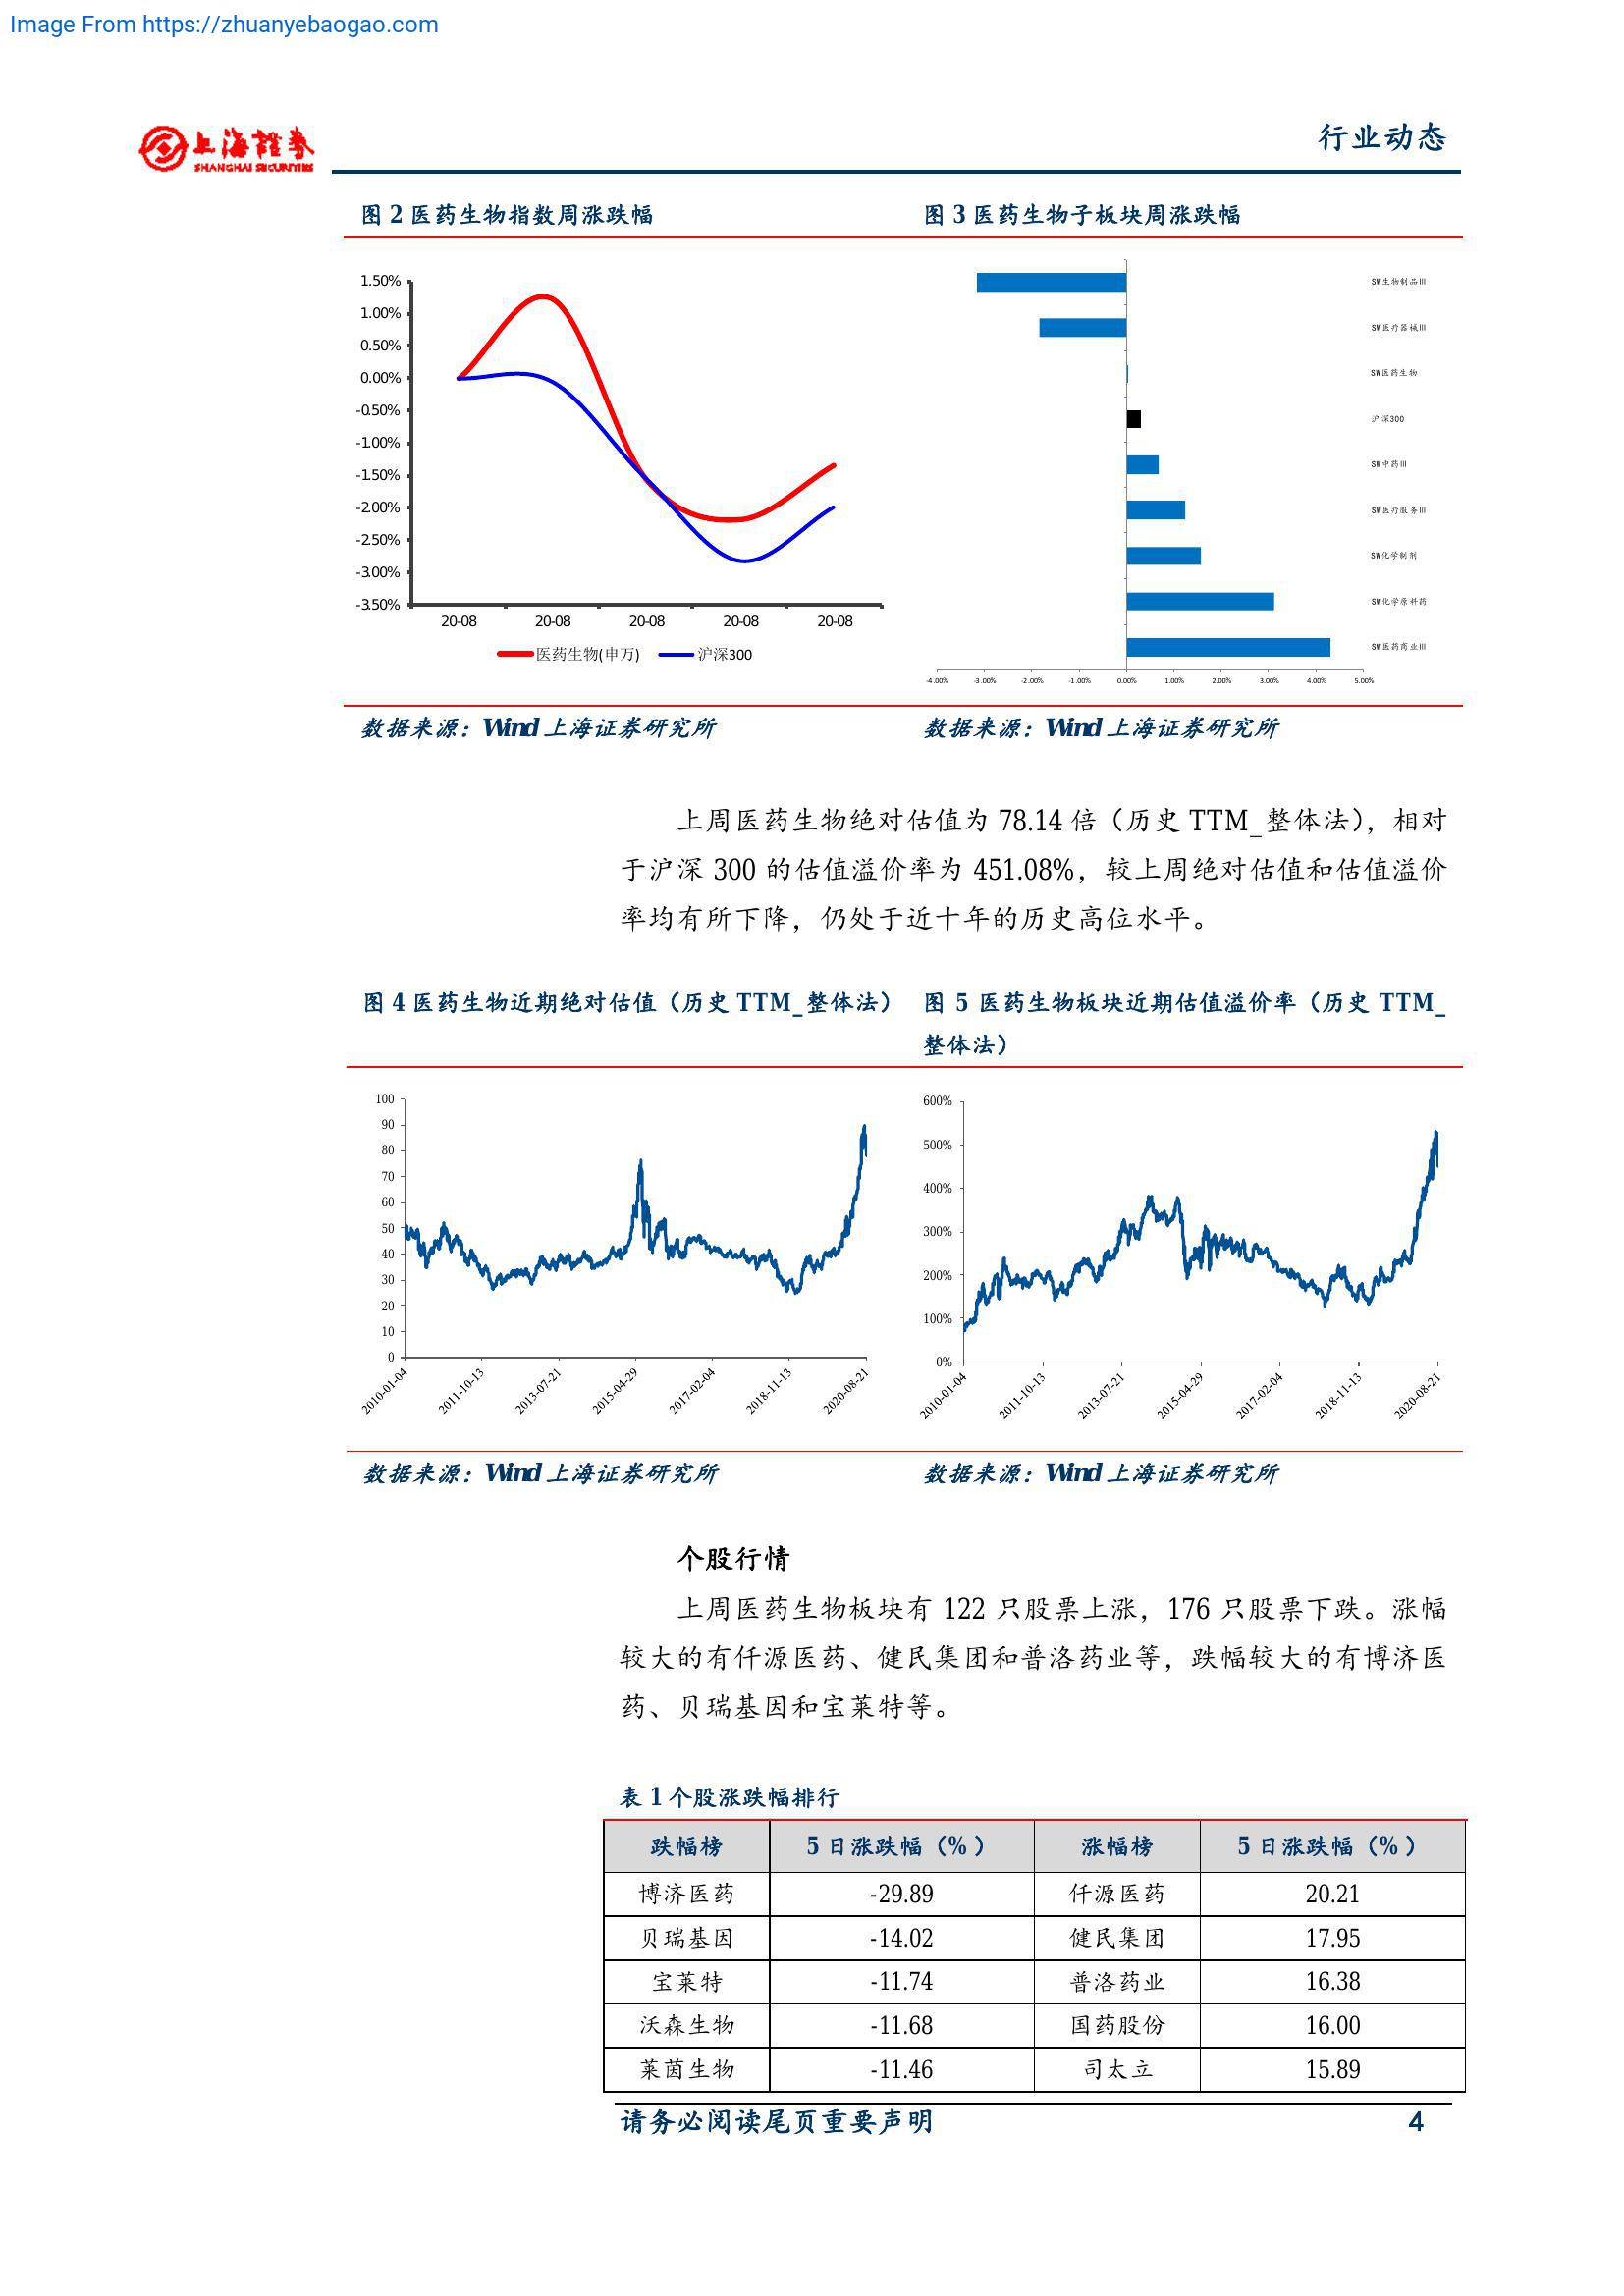 Image From https://zhuanyebaogao.com
上海證券
SHANGHAI SECURITIES
行业动态
图 2 医药生物指数周涨跌幅
图 3 医药生物子板块周涨跌幅
1.50%
1.00%
0.50%
0.00%
-0.50%
-1.00%
-1.50%
-2.00%
-2.50%
-3.00%
-3.50%
20-08 20-08 20-08 20-08 20-08
医药生物(申万) 沪深300
SW生物制品III
SW医疗器械III
SW医药生物
沪深300
SW中药III
SW医疗服务III
SW化学制剂
SW化学原料药
SW医药商业III
-4.00% -3.00% -2.00% -1.00% 0.00% 1.00% 2.00% 3.00% 4.00% 5.00%
数据来源：Wind 上海证券研究所
数据来源：Wind 上海证券研究所
上周医药生物绝对估值为 78.14 倍（历史 TTM_整体法），相对
于沪深 300 的估值溢价率为 451.08%，较上周绝对估值和估值溢价
率均有所下降，仍处于近十年的历史高位水平。
图 4 医药生物近期绝对估值（历史 TTM_整体法）
图 5 医药生物板块近期估值溢价率（历史 TTM_
整体法）
100
90
80
70
60
50
40
30
20
10
0
2010-01-04 2011-10-13 2013-07-21 2015-04-29 2017-02-04 2018-11-13 2020-08-21
600%
500%
400%
300%
200%
100%
0%
2010-01-04 2011-10-13 2013-07-21 2015-04-29 2017-02-04 2018-11-13 2020-08-21
数据来源：Wind 上海证券研究所
数据来源：Wind 上海证券研究所
个股行情
上周医药生物板块有 122 只股票上涨，176 只股票下跌。涨幅
较大的有仟源医药、健民集团和普洛药业等，跌幅较大的有博济医
药、贝瑞基因和宝莱特等。
表 1 个股涨跌幅排行
跌幅榜 5 日涨跌幅（%） 涨幅榜 5 日涨跌幅（%）
博济医药 -29.89 仟源医药 20.21
贝瑞基因 -14.02 健民集团 17.95
宝莱特 -11.74 普洛药业 16.38
沃森生物 -11.68 国药股份 16.00
莱茵生物 -11.46 司太立 15.89
请务必阅读尾页重要声明 4